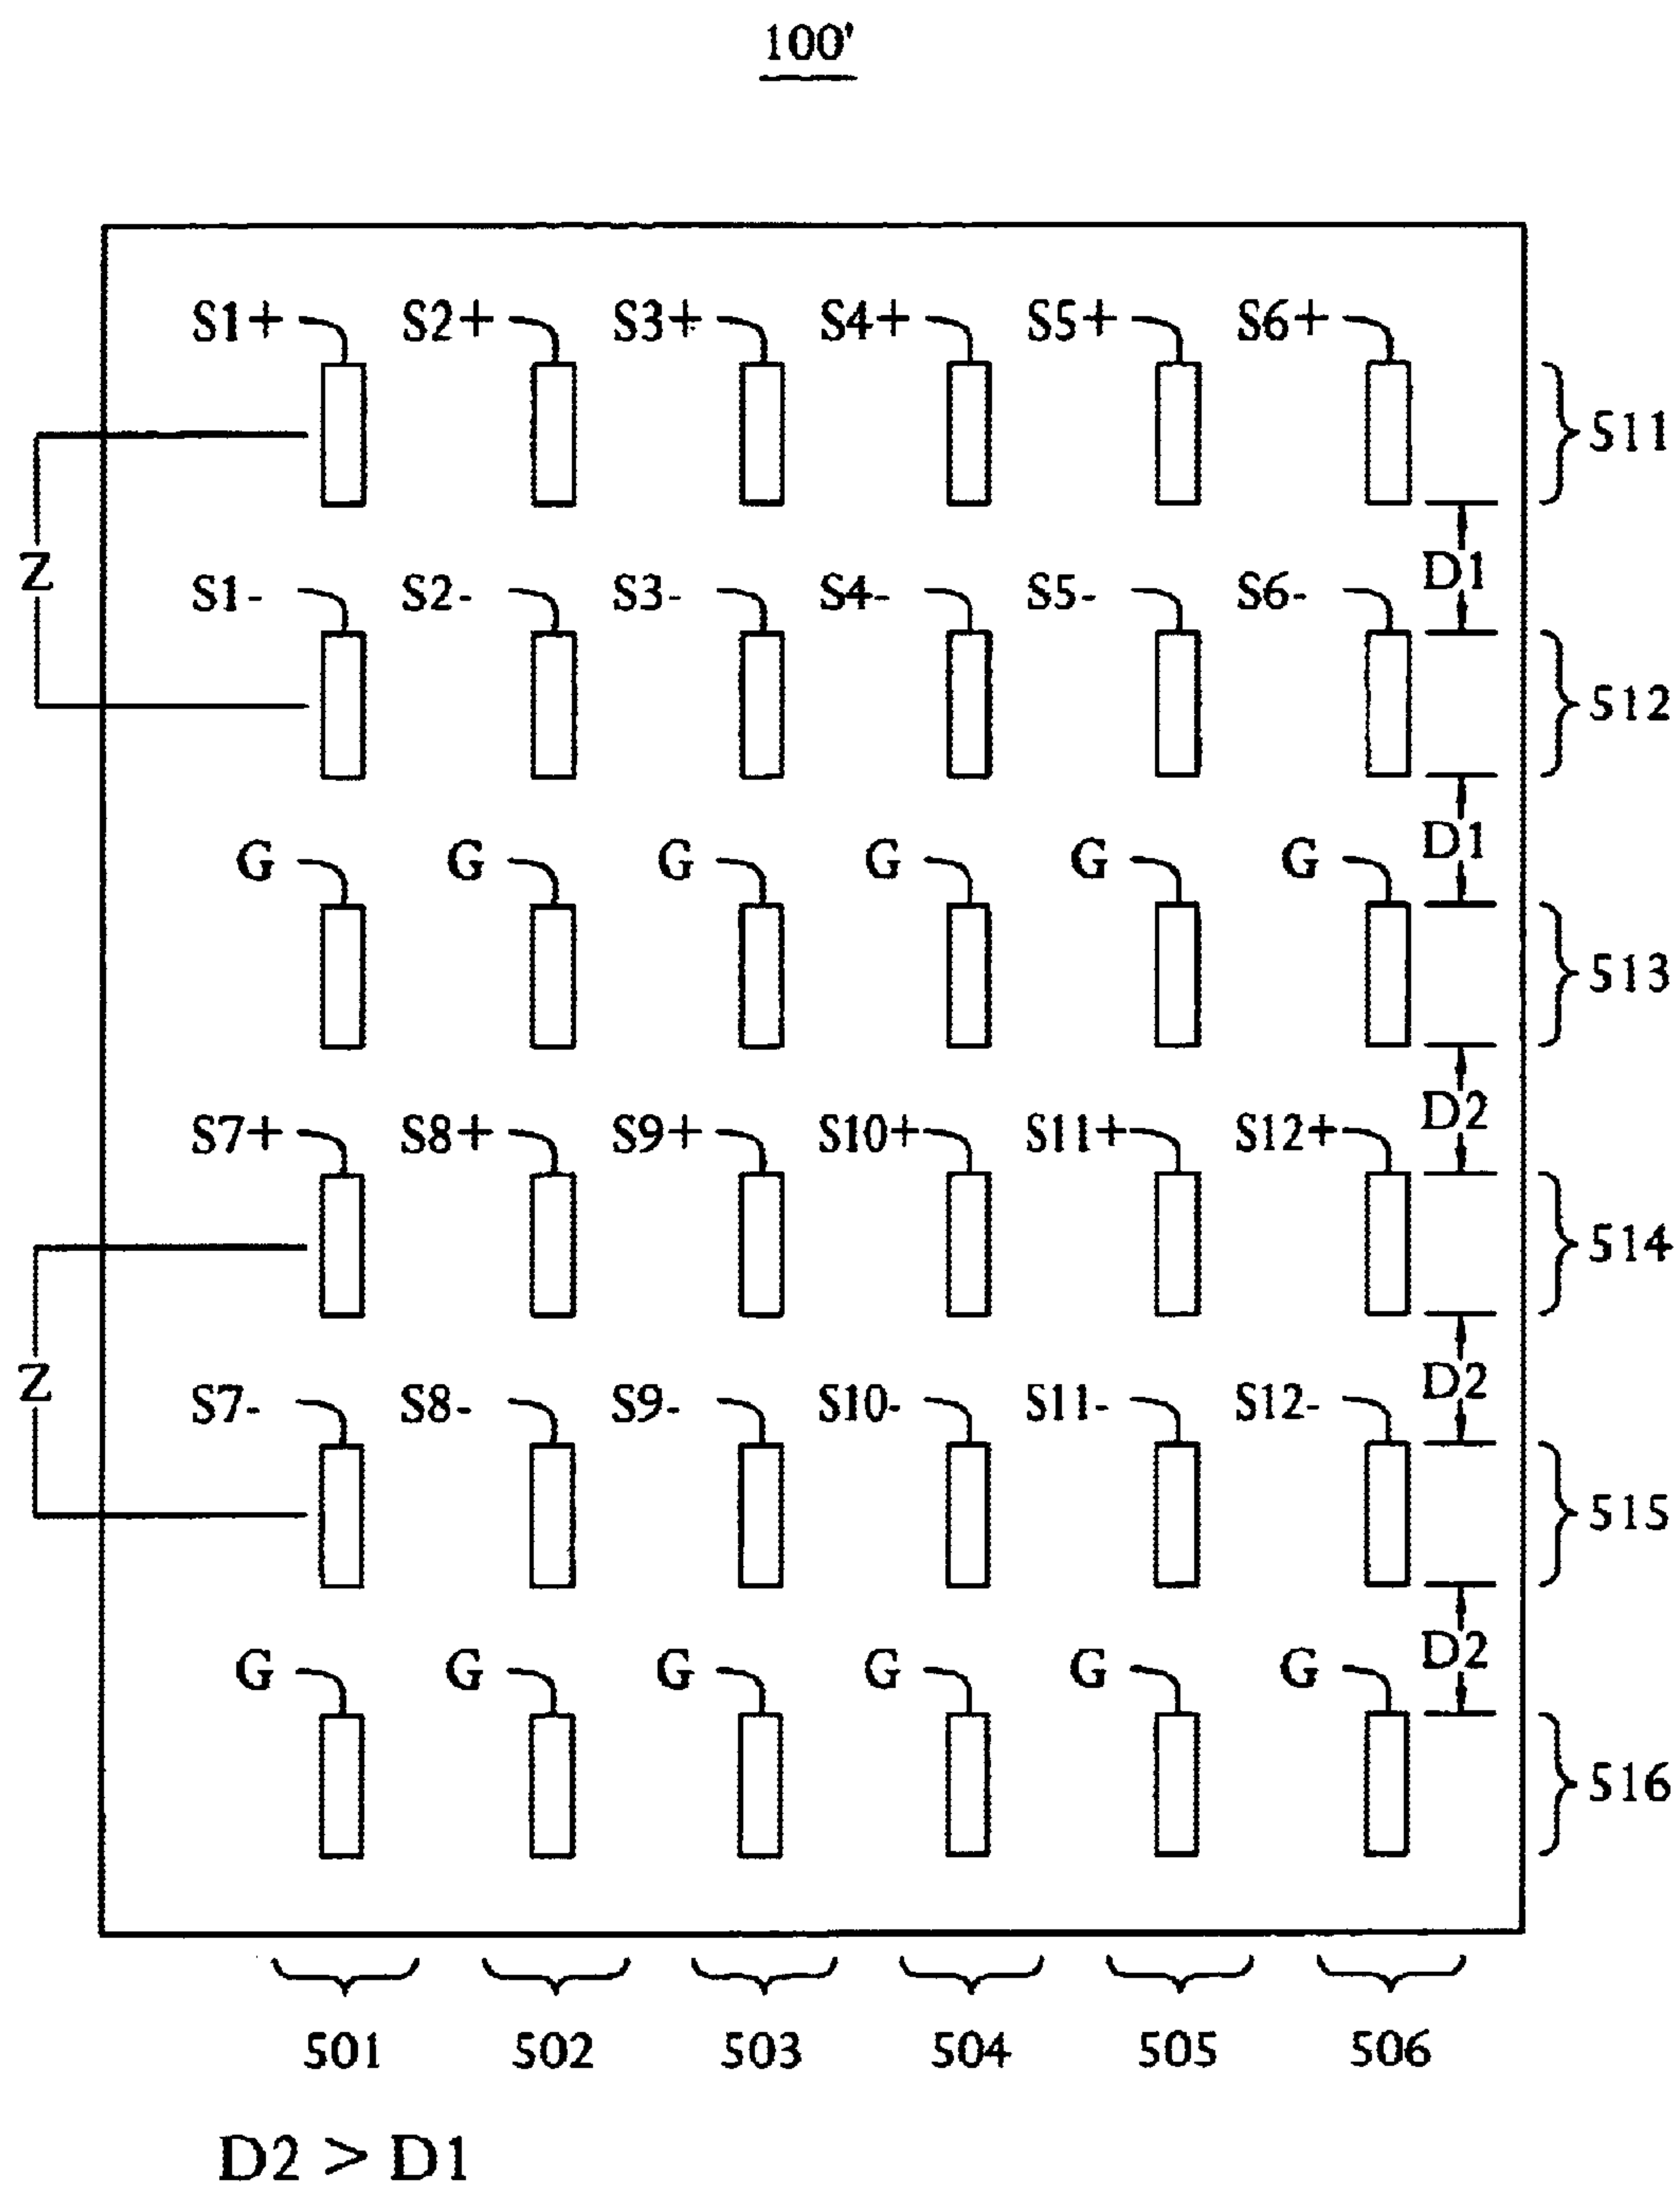 100'
S1+ S2+ S3+ S4+ S5+ S6+
511
Z
D1
S1- S2- S3- S4- S5- S6-
512
D1
G G G G G G
513
D2
S7+ S8+ S9+ S10+ S11+ S12+
514
Z
D2
S7- S8- S9- S10- S11- S12-
515
D2
G G G G G G
516
501 502 503 504 505 506
D2 > D1